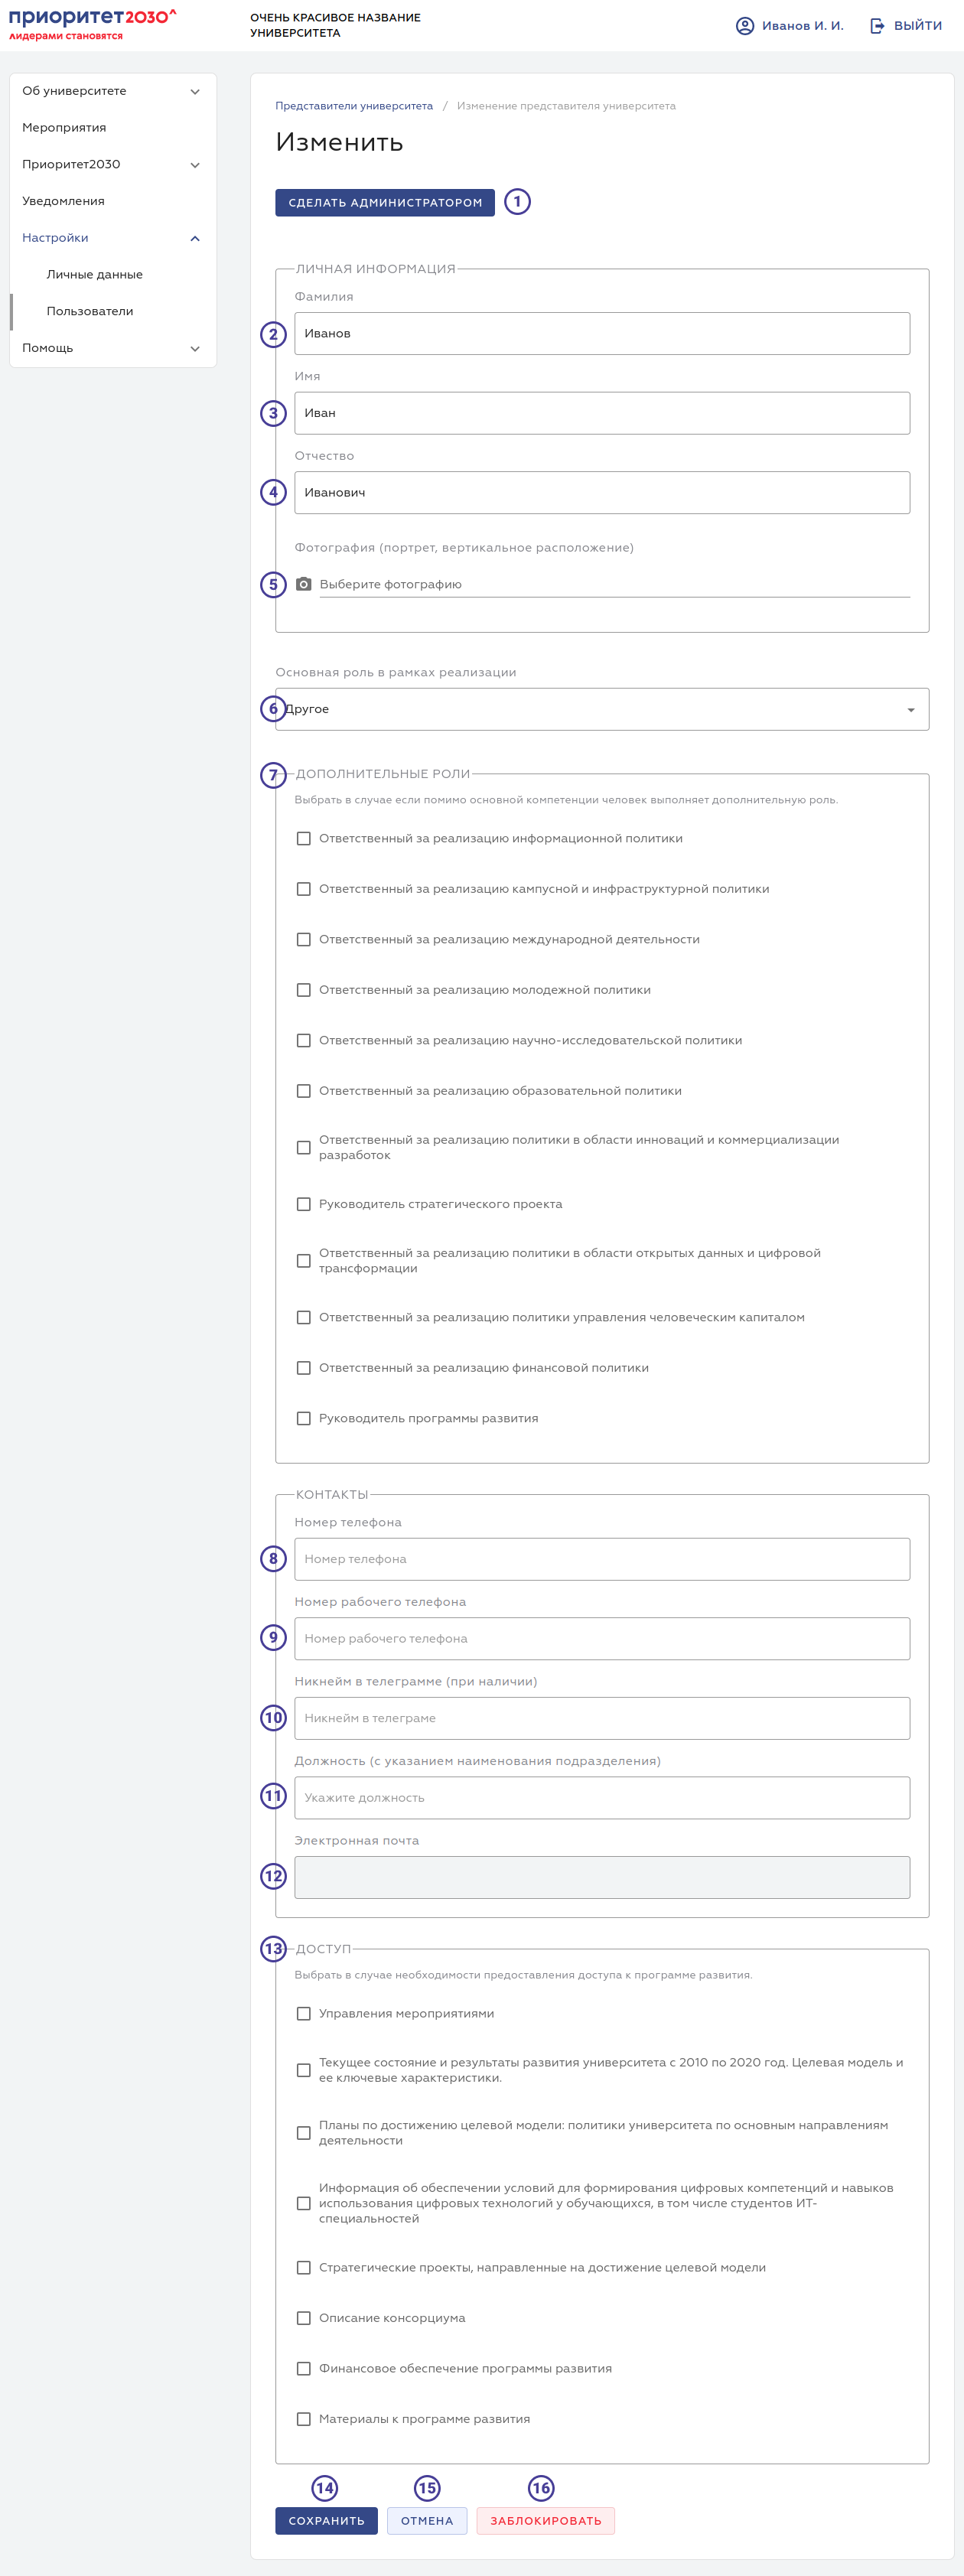 приоритет2030^
лидерами становятся
ОЧЕНЬ КРАСИВОЕ НАЗВАНИЕ
УНИВЕРСИТЕТА
Иванов И. И.
ВЫЙТИ
Об университете
Мероприятия
Приоритет2030
Уведомления
Настройки
Личные данные
Пользователи
Помощь
Представители университета / Изменение представителя университета
Изменить
СДЕЛАТЬ АДМИНИСТРАТОРОМ
1
ЛИЧНАЯ ИНФОРМАЦИЯ
Фамилия
2 Иванов
Имя
3 Иван
Отчество
4 Иванович
Фотография (портрет, вертикальное расположение)
5 Выберите фотографию
Основная роль в рамках реализации
6 Другое
7 ДОПОЛНИТЕЛЬНЫЕ РОЛИ
Выбрать в случае если помимо основной компетенции человек выполняет дополнительную роль.
Ответственный за реализацию информационной политики
Ответственный за реализацию кампусной и инфраструктурной политики
Ответственный за реализацию международной деятельности
Ответственный за реализацию молодежной политики
Ответственный за реализацию научно-исследовательской политики
Ответственный за реализацию образовательной политики
Ответственный за реализацию политики в области инноваций и коммерциализации
разработок
Руководитель стратегического проекта
Ответственный за реализацию политики в области открытых данных и цифровой
трансформации
Ответственный за реализацию политики управления человеческим капиталом
Ответственный за реализацию финансовой политики
Руководитель программы развития
КОНТАКТЫ
Номер телефона
8 Номер телефона
Номер рабочего телефона
9 Номер рабочего телефона
Никнейм в телеграмме (при наличии)
10 Никнейм в телеграме
Должность (с указанием наименования подразделения)
11 Укажите должность
Электронная почта
12
13 ДОСТУП
Выбрать в случае необходимости предоставления доступа к программе развития.
Управления мероприятиями
Текущее состояние и результаты развития университета с 2010 по 2020 год. Целевая модель и
ее ключевые характеристики.
Планы по достижению целевой модели: политики университета по основным направлениям
деятельности
Информация об обеспечении условий для формирования цифровых компетенций и навыков
использования цифровых технологий у обучающихся, в том числе студентов ИТ-
специальностей
Стратегические проекты, направленные на достижение целевой модели
Описание консорциума
Финансовое обеспечение программы развития
Материалы к программе развития
14 15 16
СОХРАНИТЬ ОТМЕНА ЗАБЛОКИРОВАТЬ